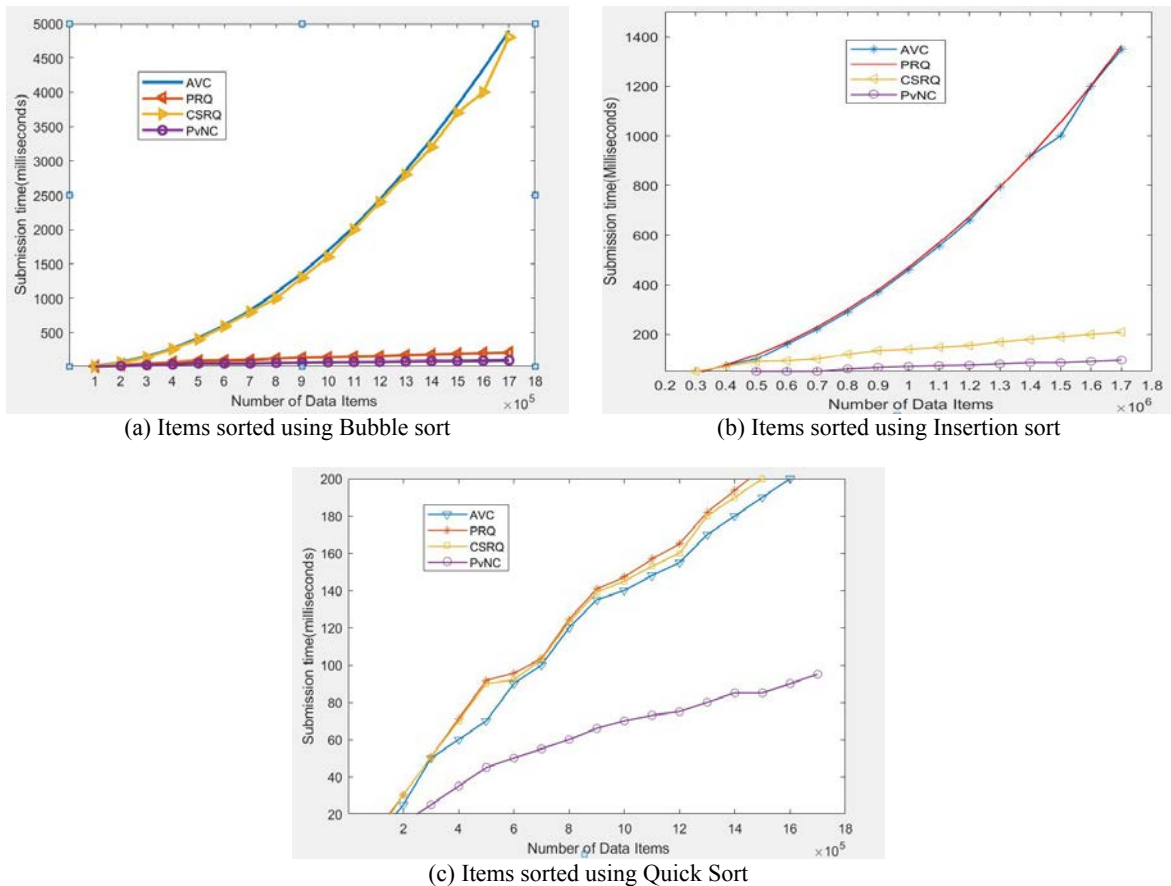 5000
4500
4000
3500
3000
2500
2000
1500
1000
500
Submission time(milliseconds)
AVC
PRQ
CSRQ
PvNC
1 2 3 4 5 6 7 8 9 10 11 12 13 14 15 16 17 18
Number of Data Items
×10^5
(a) Items sorted using Bubble sort
1400
1200
1000
800
600
400
200
Submission time(Milliseconds)
AVC
PRQ
CSRQ
PvNC
0.2 0.3 0.4 0.5 0.6 0.7 0.8 0.9 1 1.1 1.2 1.3 1.4 1.5 1.6 1.7 1.8
Number of Data Items
×10^6
(b) Items sorted using Insertion sort
200
180
160
140
120
100
80
60
40
20
Submission time(milliseconds)
AVC
PRQ
CSRQ
PvNC
2 4 6 8 10 12 14 16 18
Number of Data Items
×10^5
(c) Items sorted using Quick Sort